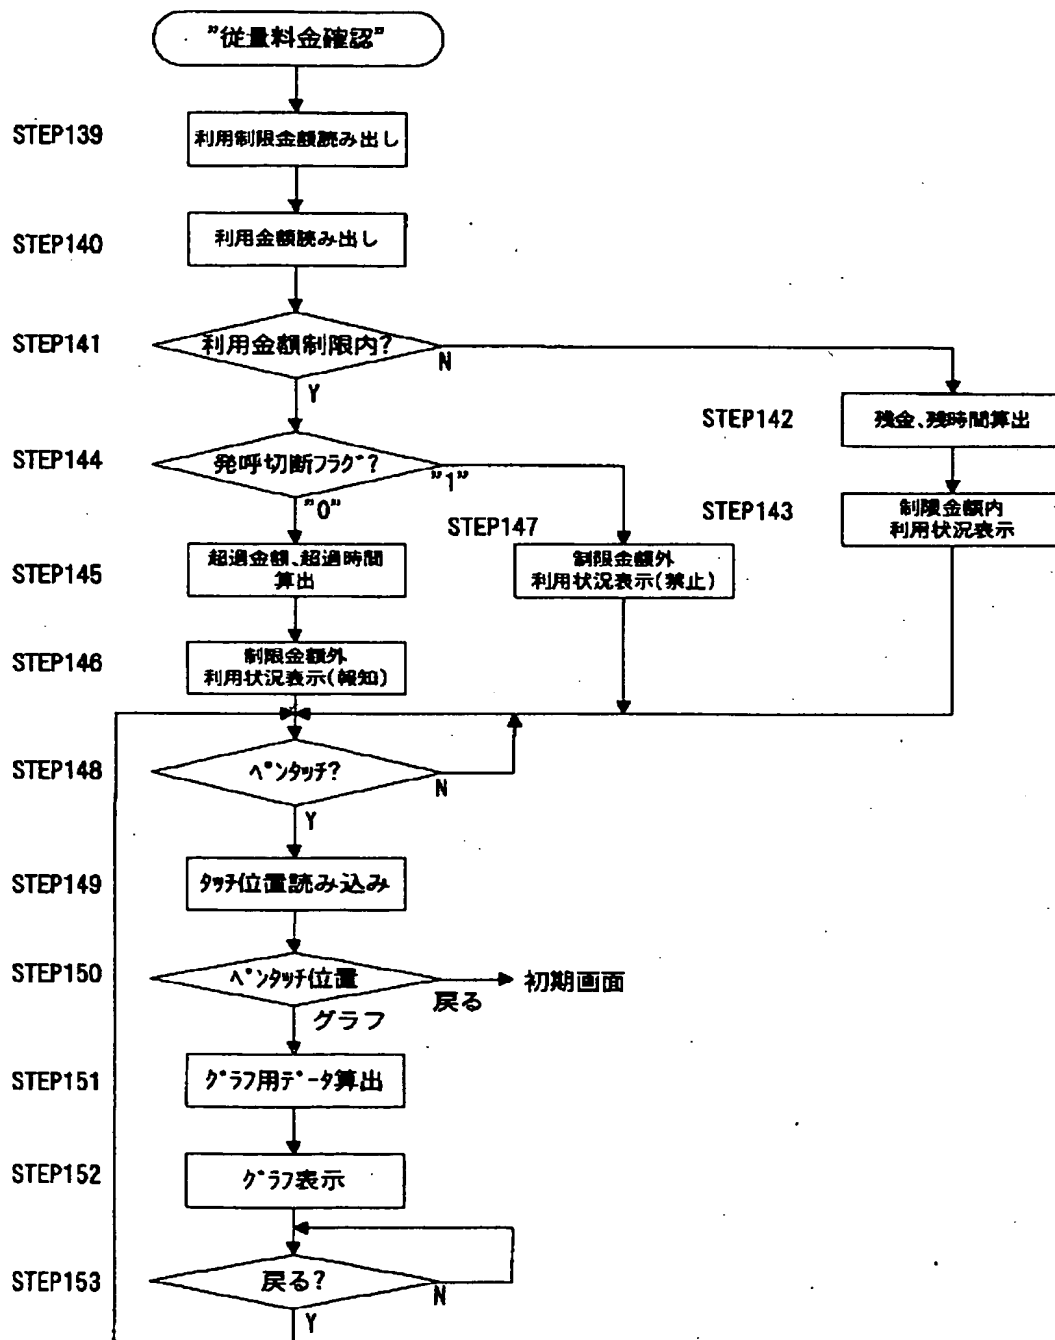 "従量料金確認"
STEP139
利用制限金額読み出し
STEP140
利用金額読み出し
STEP141
利用金額制限内?
N
Y
STEP142
残金、残時間算出
STEP144
発呼切断フラグ?
"1"
"0"
STEP143
制限金額内
利用状況表示
STEP147
制限金額外
利用状況表示(禁止)
STEP145
超過金額、超過時間
算出
STEP146
制限金額外
利用状況表示(報知)
STEP148
ペンタッチ?
N
Y
STEP149
タッチ位置読み込み
STEP150
ペンタッチ位置
戻る
初期画面
グラフ
STEP151
グラフ用データ算出
STEP152
グラフ表示
STEP153
戻る?
N
Y